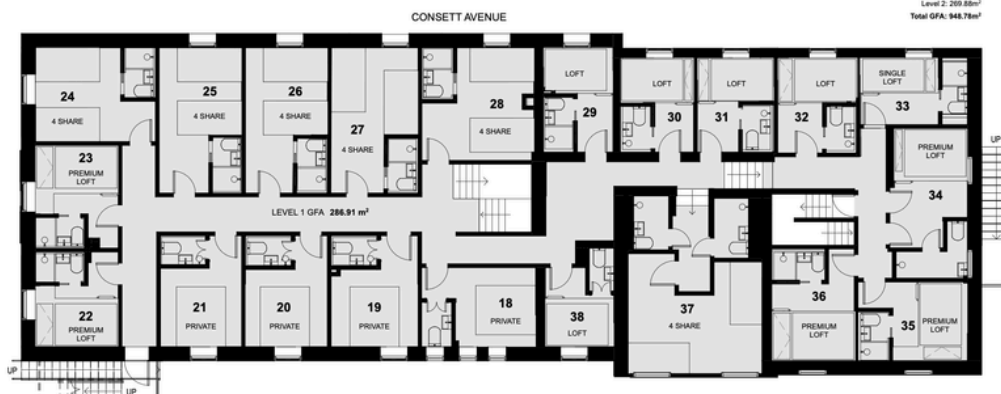 Level 2: 269.88m²
Total GFA: 948.78m²
CONSETT AVENUE
24
4 SHARE
25
4 SHARE
26
4 SHARE
27
4 SHARE
28
4 SHARE
LOFT
29
LOFT
30
LOFT
31
LOFT
32
SINGLE
LOFT
33
UP
23
PREMIUM
LOFT
PREMIUM
LOFT
34
LEVEL 1 GFA 286.91 m²
22
PREMIUM
LOFT
21
PRIVATE
20
PRIVATE
19
PRIVATE
18
PRIVATE
38
LOFT
37
4 SHARE
36
PREMIUM
LOFT
35
PREMIUM
LOFT
UP
UP